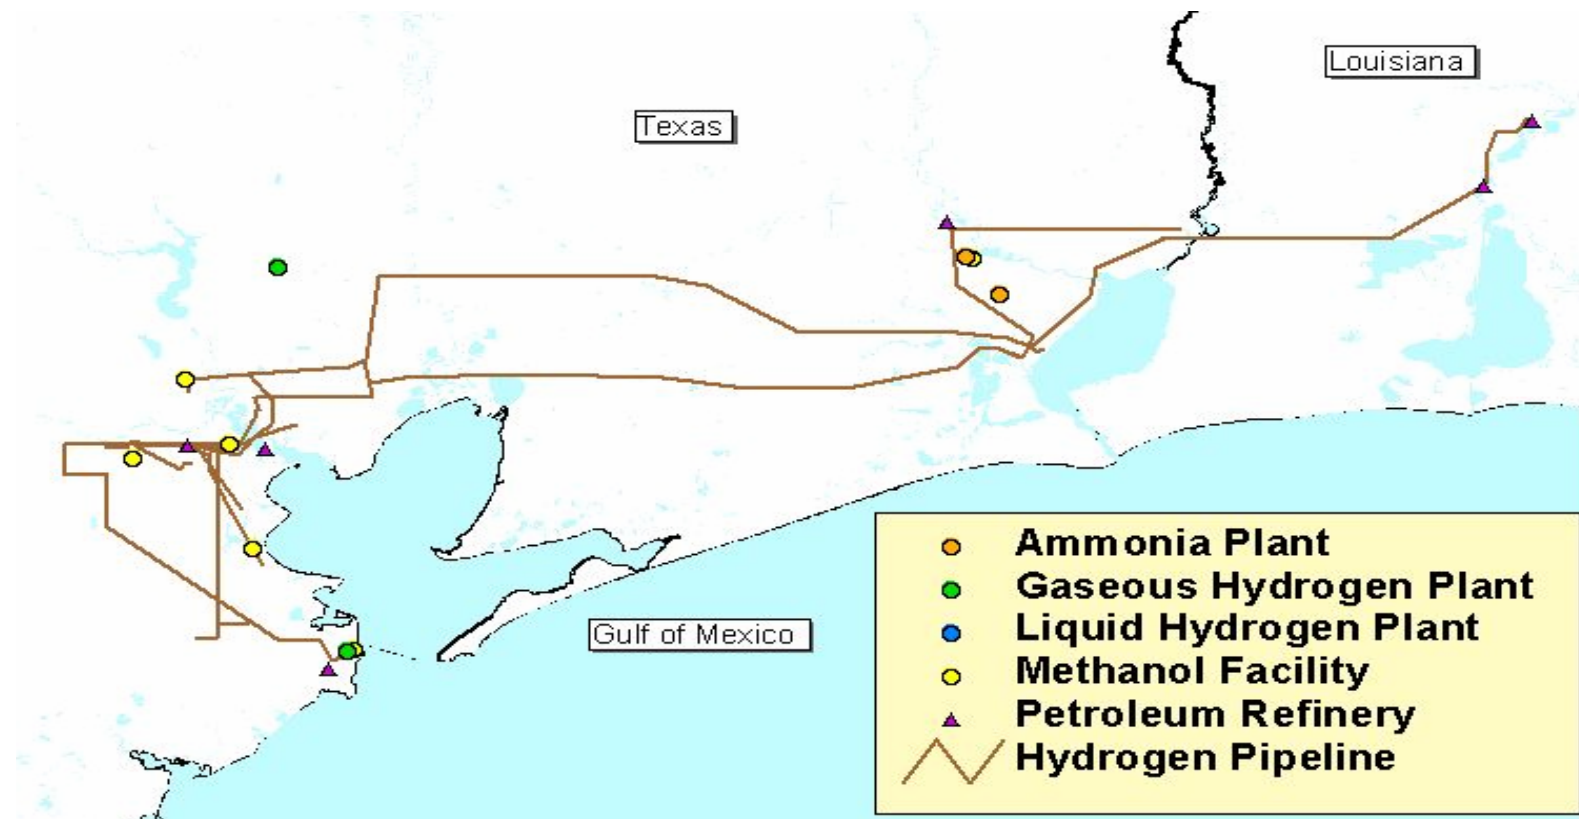 Louisiana
Texas
Gulf of Mexico
Ammonia Plant
Gaseous Hydrogen Plant
Liquid Hydrogen Plant
Methanol Facility
Petroleum Refinery
Hydrogen Pipeline